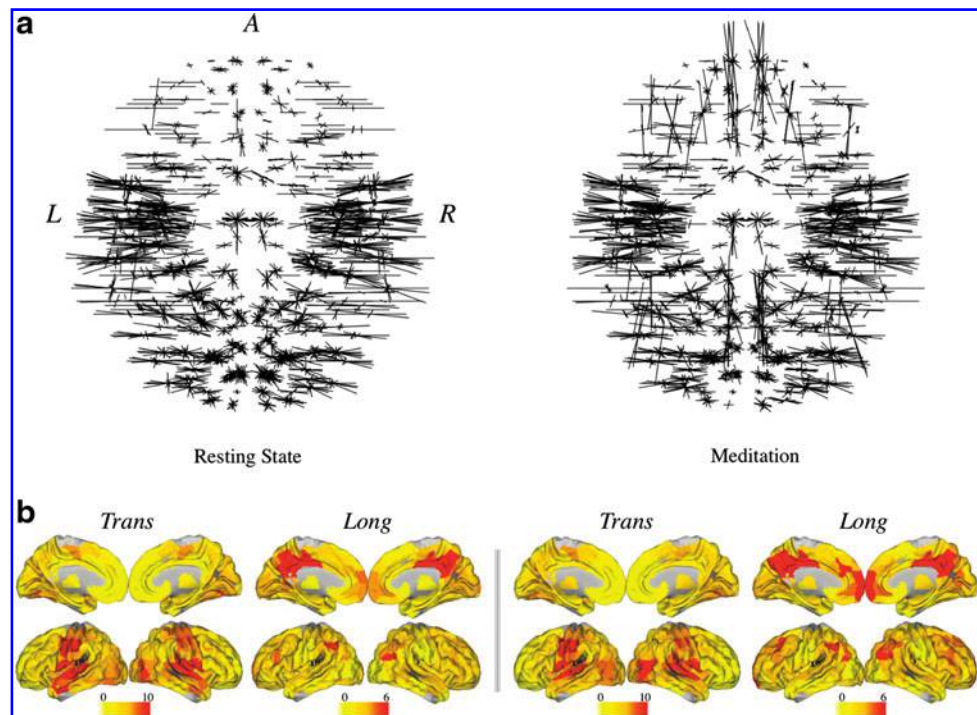 a
A
L
R
Resting State
Meditation
b
Trans
Long
Trans
Long
0 10
0 6
0 10
0 6